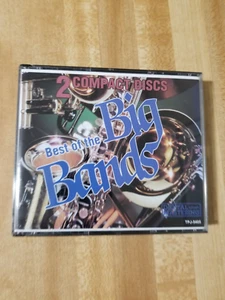 2 COMPACT DISCS
Best of the
Big
Bands